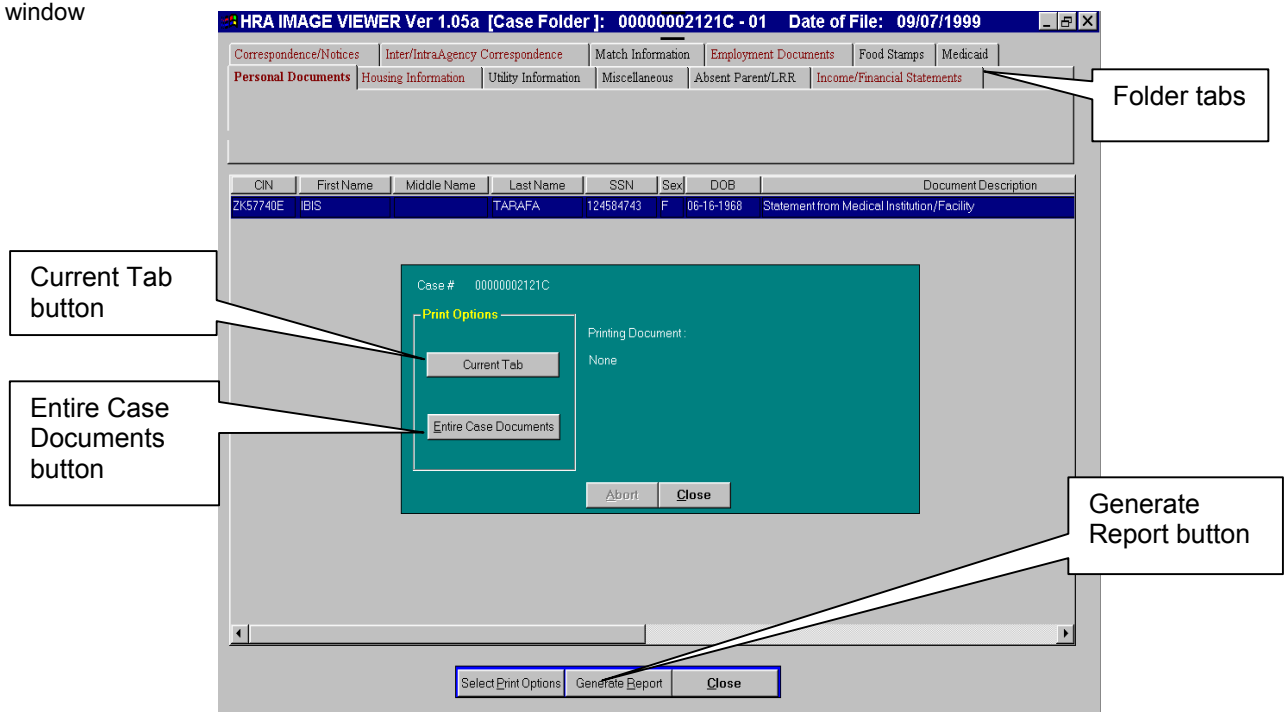 window
HRA IMAGE VIEWER Ver 1.05a [Case Folder ]: 00000002121C - 01 Date of File: 09/07/1999
Correspondence/Notices Inter/IntraAgency Correspondence Match Information Employment Documents Food Stamps Medicaid
Personal Documents Housing Information Utility Information Miscellaneous Absent Parent/LRR Income/Financial Statements
Folder tabs
CIN First Name Middle Name Last Name SSN Sex DOB Document Description
ZK57740E IBIS TARAFA 124584743 F 06-16-1968 Statement from Medical Institution/Facility
Current Tab
button
Case # 00000002121C
Print Options
Printing Document :
Current Tab
None
Entire Case
Documents
button
Entire Case Documents
Abort Close
Generate
Report button
Select Print Options Generate Report Close